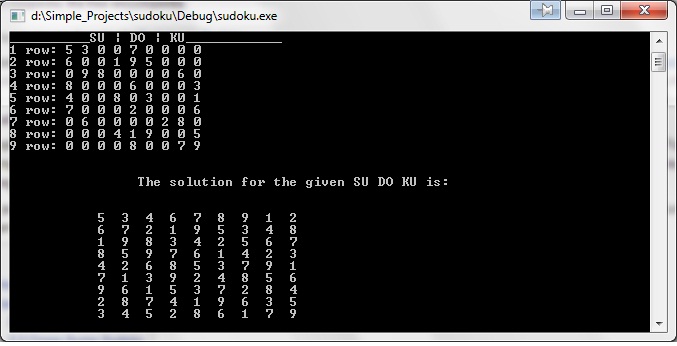 d:\Simple_Projects\sudoku\Debug\sudoku.exe
___________SU | DO | KU_____________
1 row: 5 3 0 0 7 0 0 0 0
2 row: 6 0 0 1 9 5 0 0 0
3 row: 0 9 8 0 0 0 0 6 0
4 row: 8 0 0 0 6 0 0 0 3
5 row: 4 0 0 8 0 3 0 0 1
6 row: 7 0 0 0 2 0 0 0 6
7 row: 0 6 0 0 0 0 2 8 0
8 row: 0 0 0 4 1 9 0 0 5
9 row: 0 0 0 0 8 0 0 7 9
The solution for the given SU DO KU is:
5 3 4 6 7 8 9 1 2
6 7 2 1 9 5 3 4 8
1 9 8 3 4 2 5 6 7
8 5 9 7 6 1 4 2 3
4 2 6 8 5 3 7 9 1
7 1 3 9 2 4 8 5 6
9 6 1 5 3 7 2 8 4
2 8 7 4 1 9 6 3 5
3 4 5 2 8 6 1 7 9